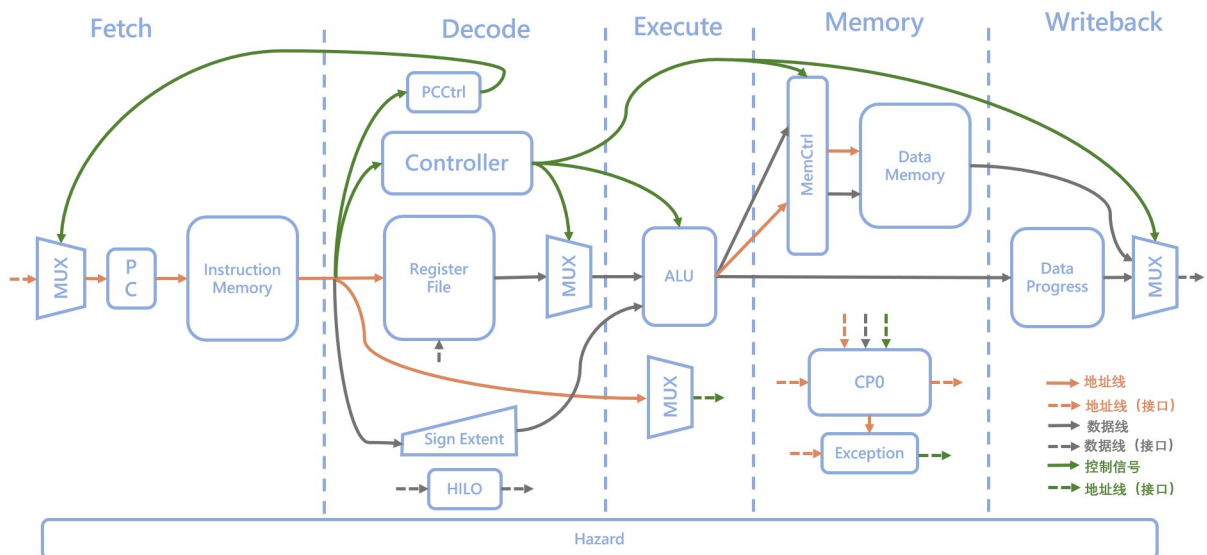 Fetch
Decode
Execute
Memory
Writeback
PCCtrl
Controller
MemCtrl
Data
Memory
MUX
P
C
Instruction
Memory
Register
File
MUX
ALU
Data
Progress
MUX
MUX
CP0
Sign Extent
Exception
HILO
地址线
地址线（接口）
数据线
数据线（接口）
控制信号
地址线（接口）
Hazard